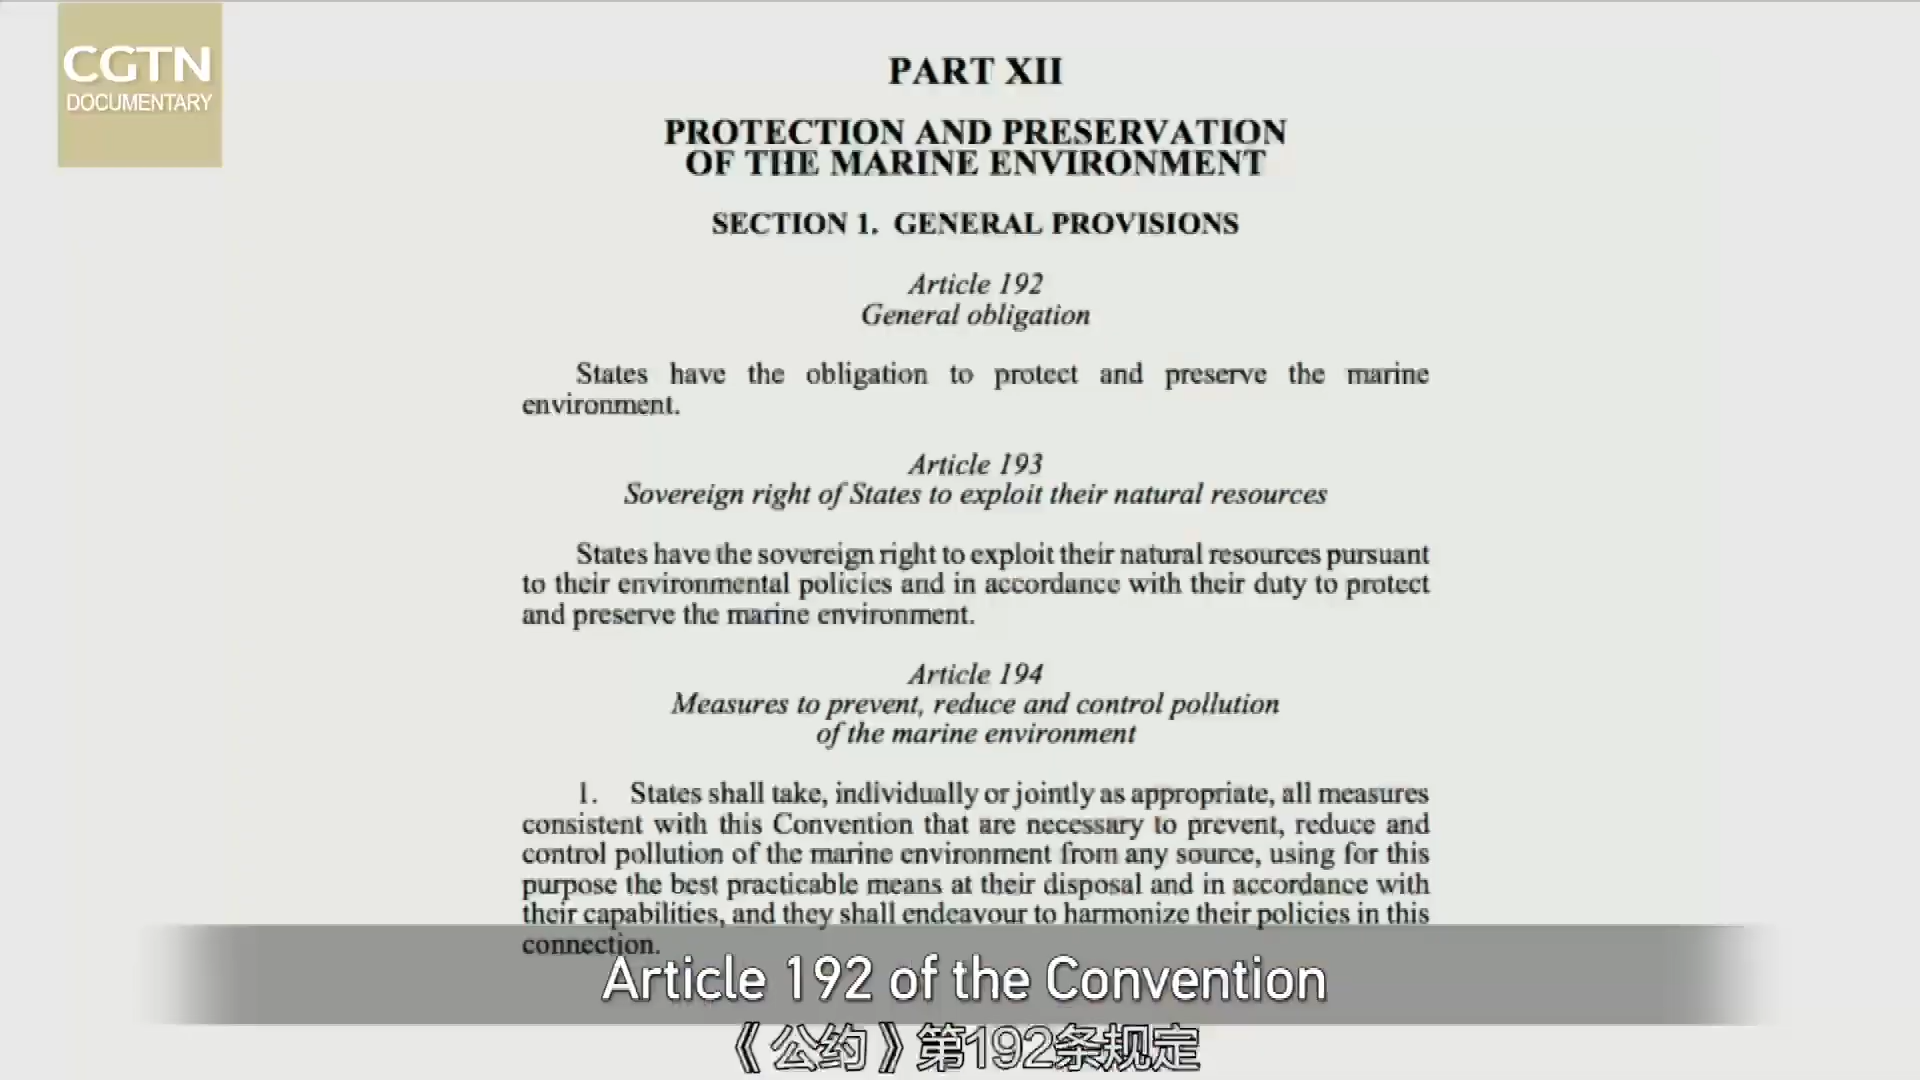 CGTN
DOCUMENTARY
PART XII
PROTECTION AND PRESERVATION
OF THE MARINE ENVIRONMENT
SECTION 1. GENERAL PROVISIONS
Article 192
General obligation
States have the obligation to protect and preserve the marine
environment.
Article 193
Sovereign right of States to exploit their natural resources
States have the sovereign right to exploit their natural resources pursuant
to their environmental policies and in accordance with their duty to protect
and preserve the marine environment.
Article 194
Measures to prevent, reduce and control pollution
of the marine environment
1. States shall take, individually or jointly as appropriate, all measures
consistent with this Convention that are necessary to prevent, reduce and
control pollution of the marine environment from any source, using for this
purpose the best practicable means at their disposal and in accordance with
their capabilities, and they shall endeavour to harmonize their policies in this
connection.
Article 192 of the Convention
《公约》第192条规定